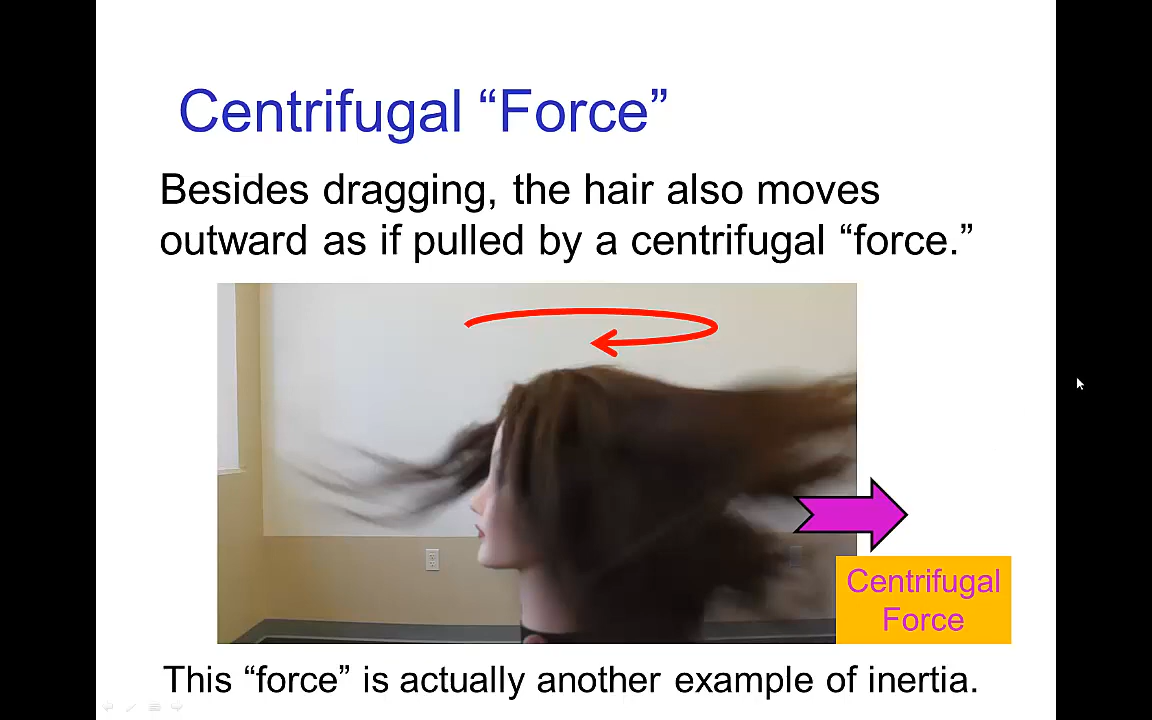 Centrifugal “Force”
Besides dragging, the hair also moves
outward as if pulled by a centrifugal “force.”
Centrifugal
Force
This “force” is actually another example of inertia.